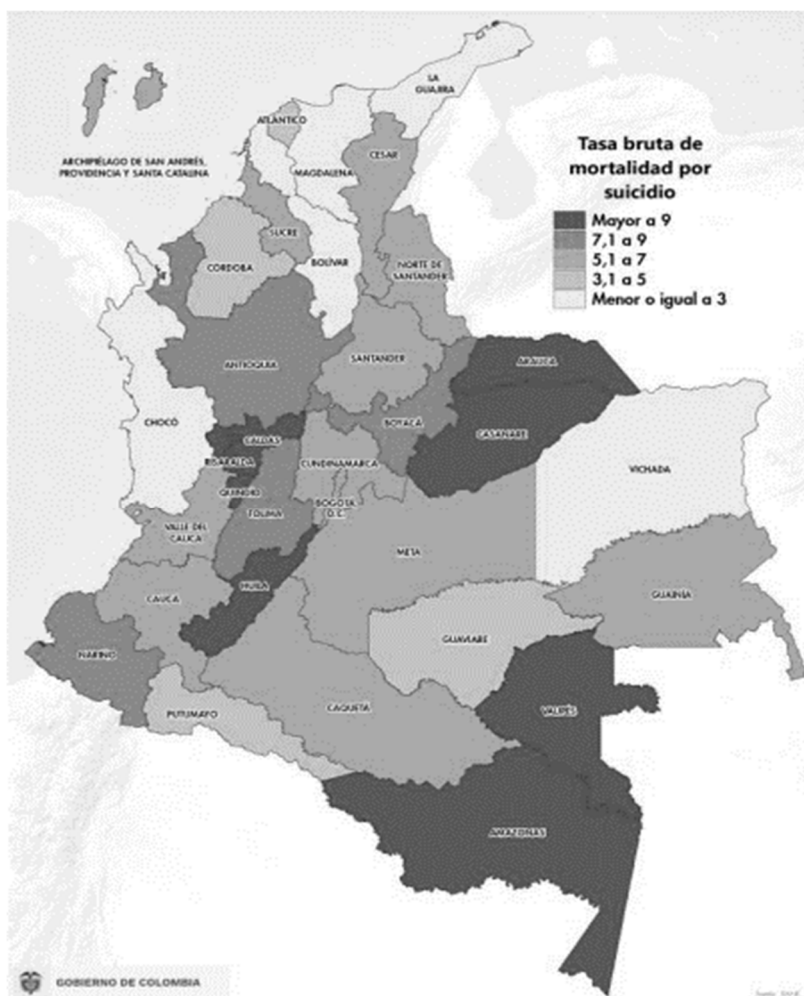 LA
GUAJIRA
ATLÁNTICO
ARCHIPIÉLAGO DE SAN ANDRÉS,
PROVIDENCIA Y SANTA CATALINA
MAGDALENA
CESAR
Tasa bruta de
mortalidad por
suicidio
Mayor a 9
7,1 a 9
5,1 a 7
3,1 a 5
Menor o igual a 3
SUCRE
CÓRDOBA
BOLÍVAR
NORTE DE
SANTANDER
ANTIOQUIA
SANTANDER
ARAUCA
CHOCÓ
CALDAS
BOYACÁ
CASANARE
RISARALDA
CUNDINAMARCA
VICHADA
QUINDÍO
BOGOTÁ
D.C.
TOLIMA
VALLE DEL
CAUCA
META
HUILA
CAUCA
GUAINÍA
GUAVIARE
NARIÑO
CAQUETÁ
VAUPÉS
PUTUMAYO
AMAZONAS
GOBIERNO DE COLOMBIA